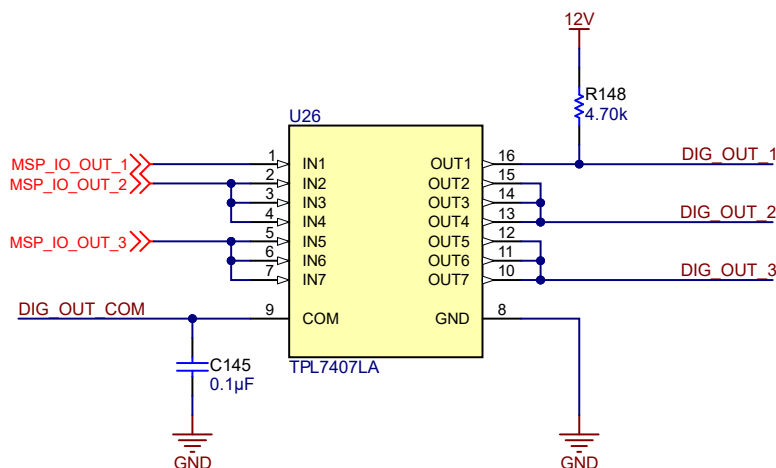 12V
R148
4.70k
U26
MSP_IO_OUT_1 1 IN1 OUT1 16 DIG_OUT_1
MSP_IO_OUT_2 2 IN2 OUT2 15
3 IN3 OUT3 14
4 IN4 OUT4 13 DIG_OUT_2
MSP_IO_OUT_3 5 IN5 OUT5 12
6 IN6 OUT6 11
7 IN7 OUT7 10 DIG_OUT_3
DIG_OUT_COM 9 COM GND 8
TPL7407LA
C145
0.1µF
GND GND